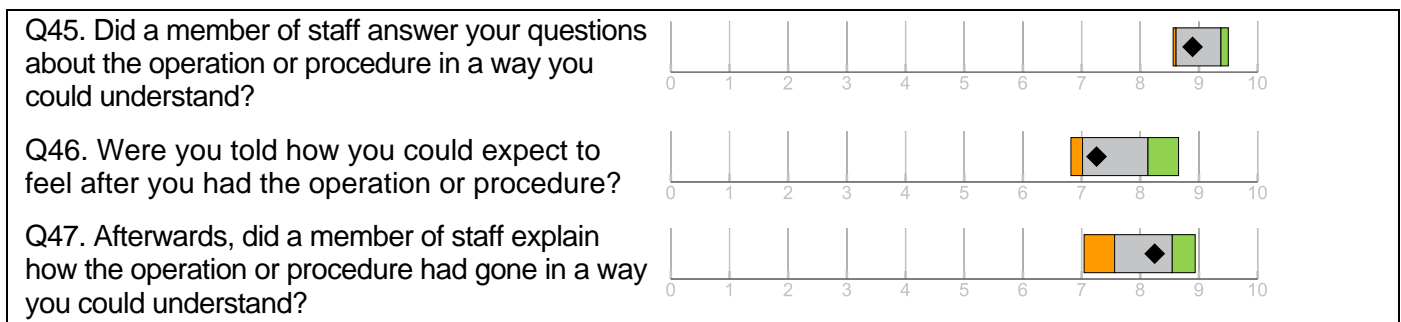 Q45. Did a member of staff answer your questions
about the operation or procedure in a way you
could understand?
0 1 2 3 4 5 6 7 8 9 10
Q46. Were you told how you could expect to
feel after you had the operation or procedure?
0 1 2 3 4 5 6 7 8 9 10
Q47. Afterwards, did a member of staff explain
how the operation or procedure had gone in a way
you could understand?
0 1 2 3 4 5 6 7 8 9 10